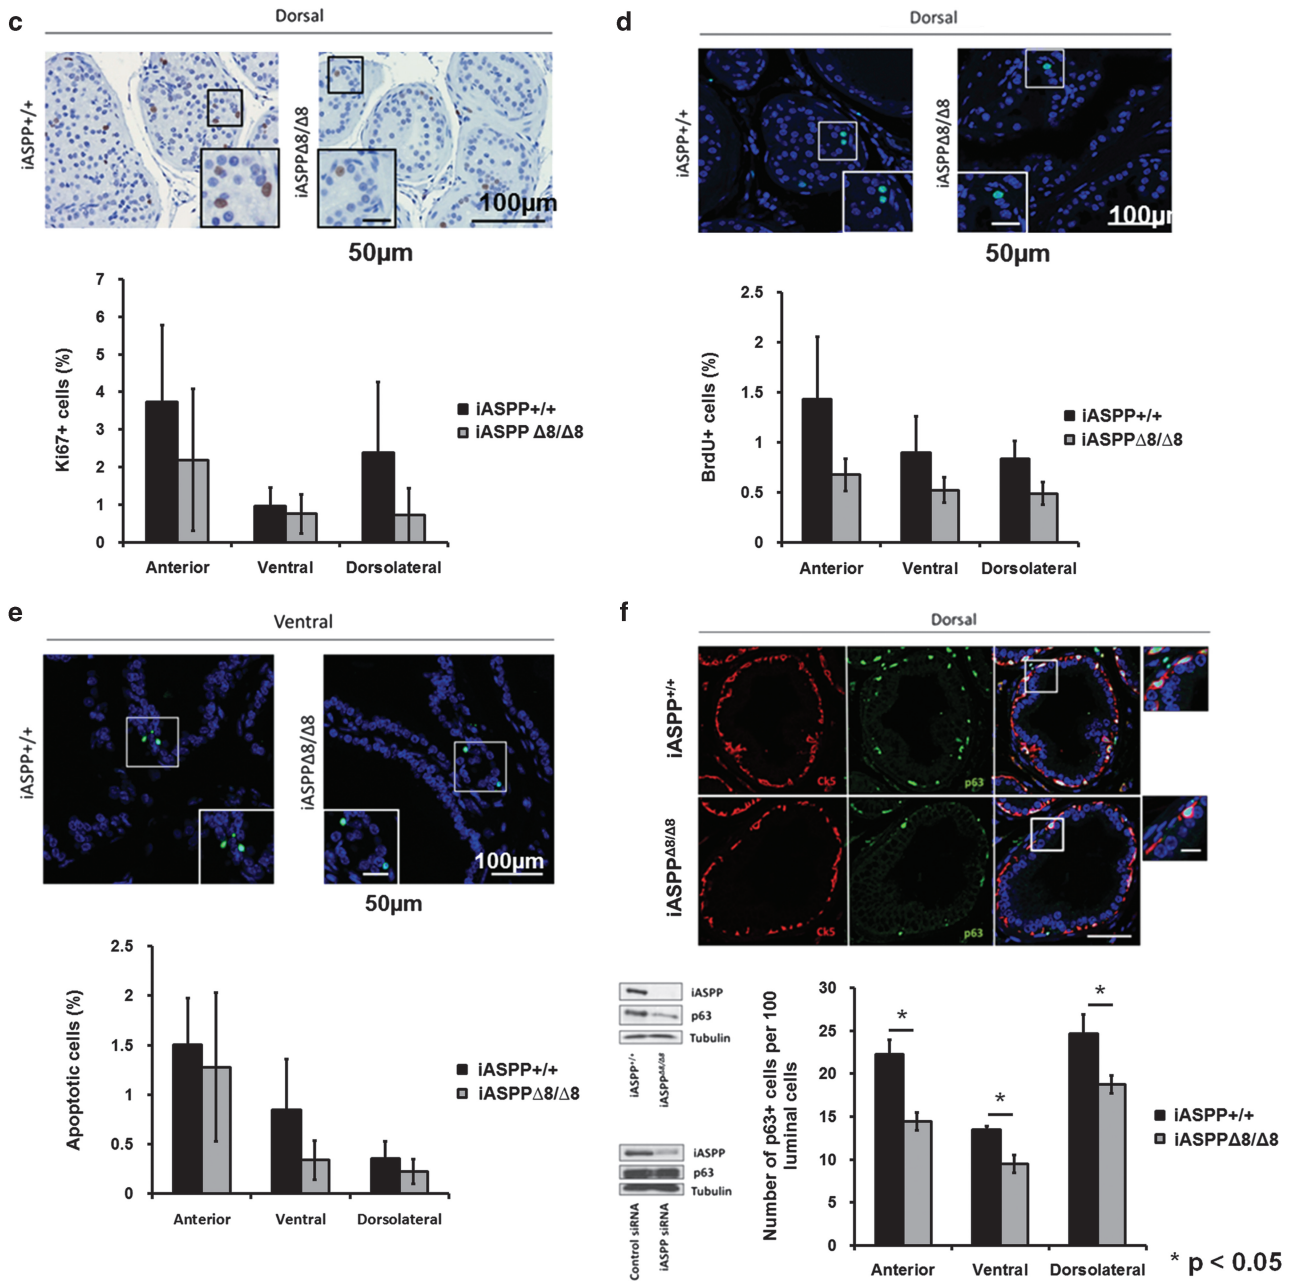 c
Dorsal
iASPP+/+
iASPPΔ8/Δ8
100µm
50µm
7
6
5
4
3
2
1
0
Ki67+ cells (%)
Anterior
Ventral
Dorsolateral
iASPP+/+
iASPP Δ8/Δ8
d
Dorsal
iASPP+/+
iASPPΔ8/Δ8
100µm
50µm
2.5
2
1.5
1
0.5
0
BrdU+ cells (%)
Anterior
Ventral
Dorsolateral
iASPP+/+
iASPPΔ8/Δ8
e
Ventral
iASPP+/+
iASPPΔ8/Δ8
100µm
50µm
2.5
2
1.5
1
0.5
0
Apoptotic cells (%)
Anterior
Ventral
Dorsolateral
iASPP+/+
iASPPΔ8/Δ8
f
Dorsal
iASPP+/+
Ck5
p63
iASPPΔ8/Δ8
Ck5
p63
iASPP
p63
Tubulin
iASPP+/+
iASPPΔ8/Δ8
iASPP
p63
Tubulin
Control siRNA
iASPP siRNA
30
25
20
15
10
5
0
Number of p63+ cells per 100
luminal cells
*
*
*
Anterior
Ventral
Dorsolateral
iASPP+/+
iASPPΔ8/Δ8
* p < 0.05